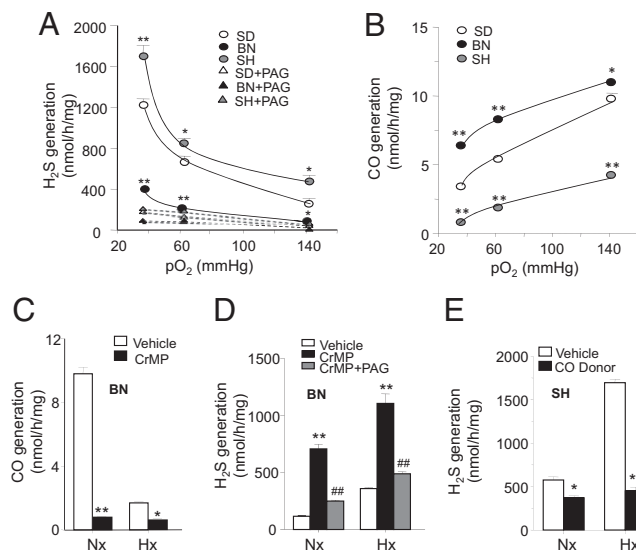 A
H₂S generation
(nmol/h/mg)
2000
1600
1200
800
400
0
20
60
100
140
pO₂ (mmHg)
SD
BN
SH
SD+PAG
BN+PAG
SH+PAG
**
*
*
**
**
*
B
CO generation
(nmol/h/mg)
15
10
5
0
20
60
100
140
pO₂ (mmHg)
SD
BN
SH
**
**
*
**
**
**
C
CO generation
(nmol/h/mg)
12
8
4
0
Vehicle
CrMP
BN
**
*
Nx
Hx
D
H₂S generation
(nmol/h/mg)
1500
1000
500
0
Vehicle
CrMP
CrMP+PAG
BN
**
##
**
##
Nx
Hx
E
H₂S generation
(nmol/h/mg)
2000
1500
1000
500
0
Vehicle
CO Donor
SH
*
*
Nx